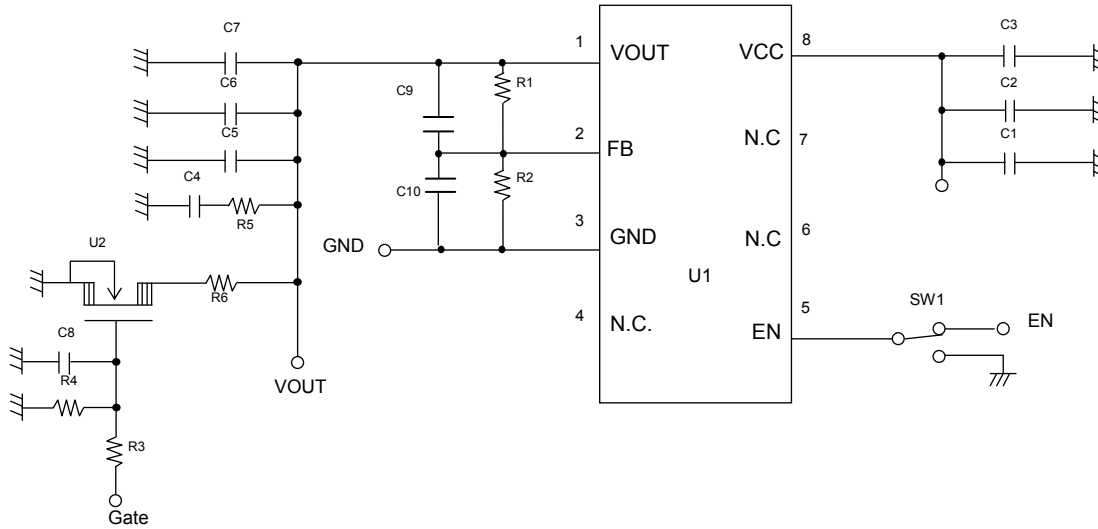 C7
C6
C5
C4
R5
U2
R6
C8
R4
R3
Gate
VOUT
C9
C10
R1
R2
GND
1
2
3
4
VOUT
FB
GND
N.C.
U1
VCC
N.C
N.C
EN
8
7
6
5
C3
C2
C1
SW1
EN